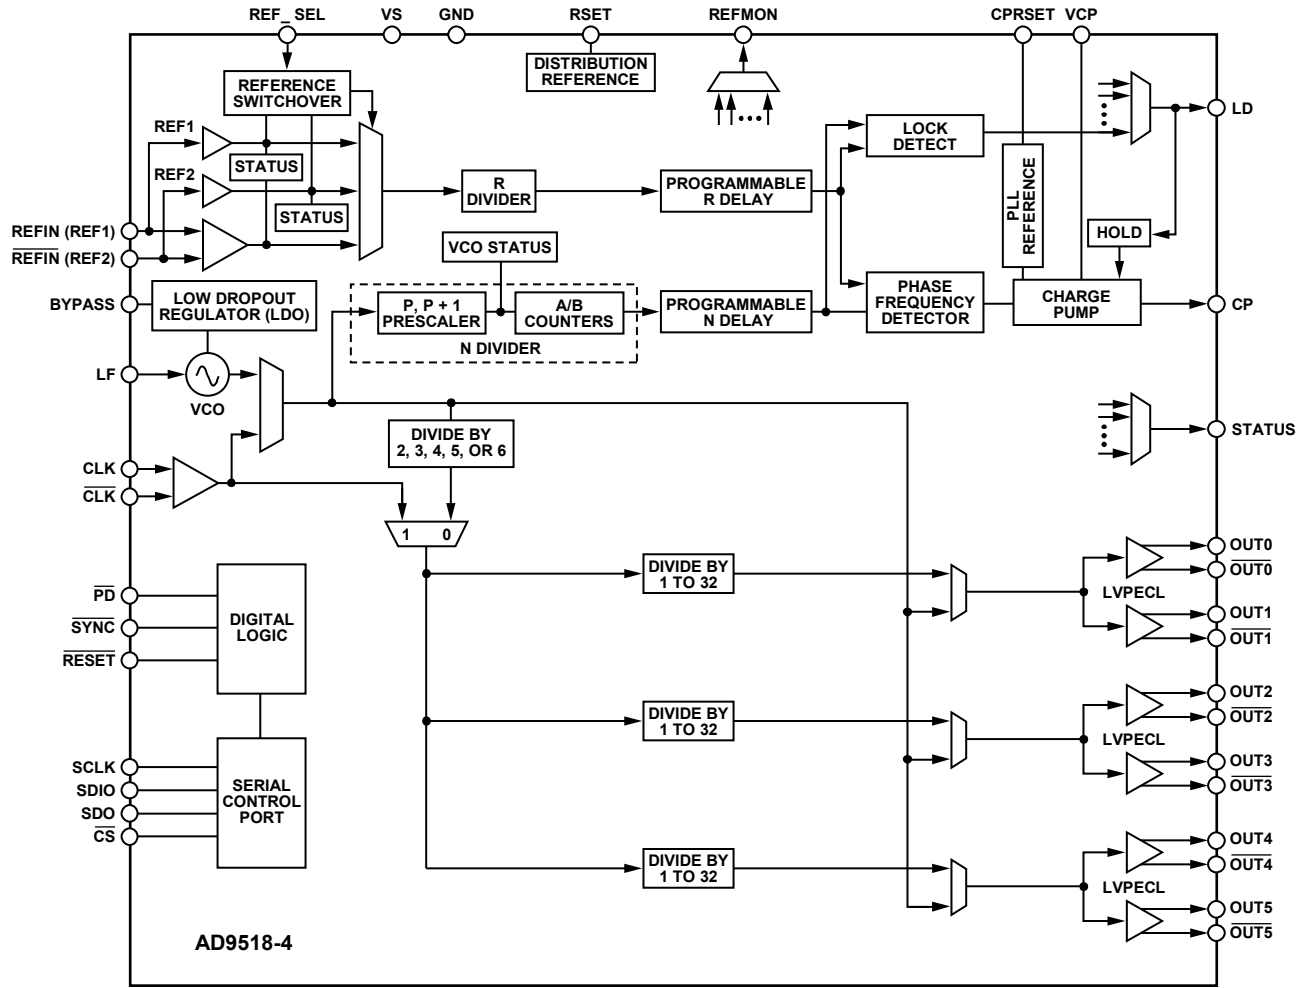 REF_ SEL
VS
GND
RSET
REFMON
CPRSET
VCP
DISTRIBUTION
REFERENCE
REFERENCE
SWITCHOVER
REF1
STATUS
REF2
STATUS
REFIN (REF1)
REFIN (REF2)
R
DIVIDER
PROGRAMMABLE
R DELAY
LOCK
DETECT
LD
PLL
REFERENCE
HOLD
VCO STATUS
BYPASS
LOW DROPOUT
REGULATOR (LDO)
P, P + 1
PRESCALER
A/B
COUNTERS
N DIVIDER
PROGRAMMABLE
N DELAY
PHASE
FREQUENCY
DETECTOR
CHARGE
PUMP
CP
LF
VCO
DIVIDE BY
2, 3, 4, 5, OR 6
STATUS
CLK
CLK
1
0
DIVIDE BY
1 TO 32
LVPECL
OUT0
OUT0
OUT1
OUT1
PD
SYNC
RESET
DIGITAL
LOGIC
DIVIDE BY
1 TO 32
LVPECL
OUT2
OUT2
OUT3
OUT3
SCLK
SDIO
SDO
CS
SERIAL
CONTROL
PORT
DIVIDE BY
1 TO 32
LVPECL
OUT4
OUT4
OUT5
OUT5
AD9518-4